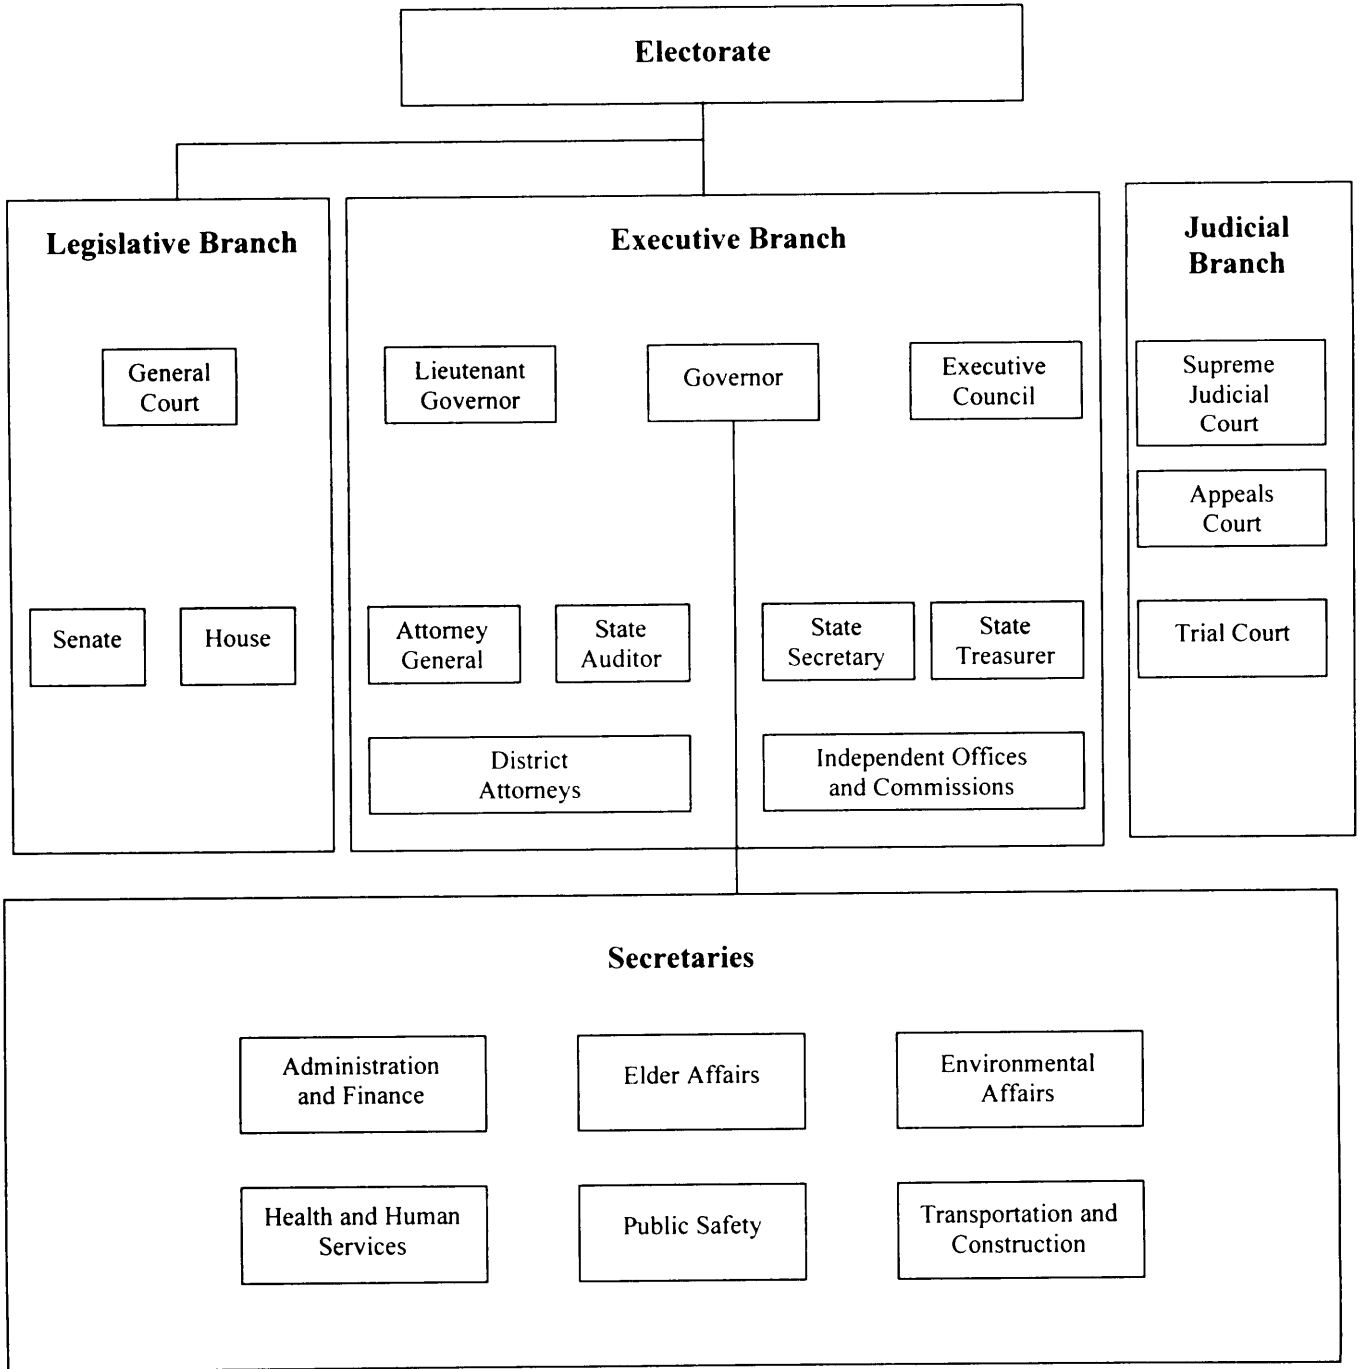 Electorate
Legislative Branch
General
Court
Senate
House
Executive Branch
Lieutenant
Governor
Governor
Executive
Council
Attorney
General
State
Auditor
State
Secretary
State
Treasurer
District
Attorneys
Independent Offices
and Commissions
Judicial
Branch
Supreme
Judicial
Court
Appeals
Court
Trial Court
Secretaries
Administration
and Finance
Elder Affairs
Environmental
Affairs
Health and Human
Services
Public Safety
Transportation and
Construction